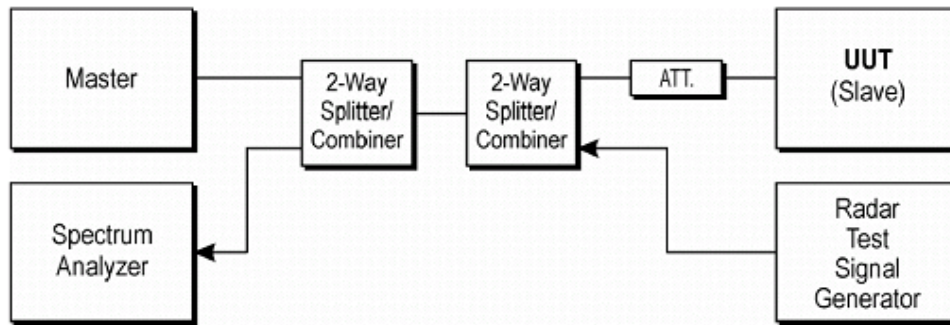 Master
2-Way
Splitter/
Combiner
2-Way
Splitter/
Combiner
ATT.
UUT
(Slave)
Spectrum
Analyzer
Radar
Test
Signal
Generator